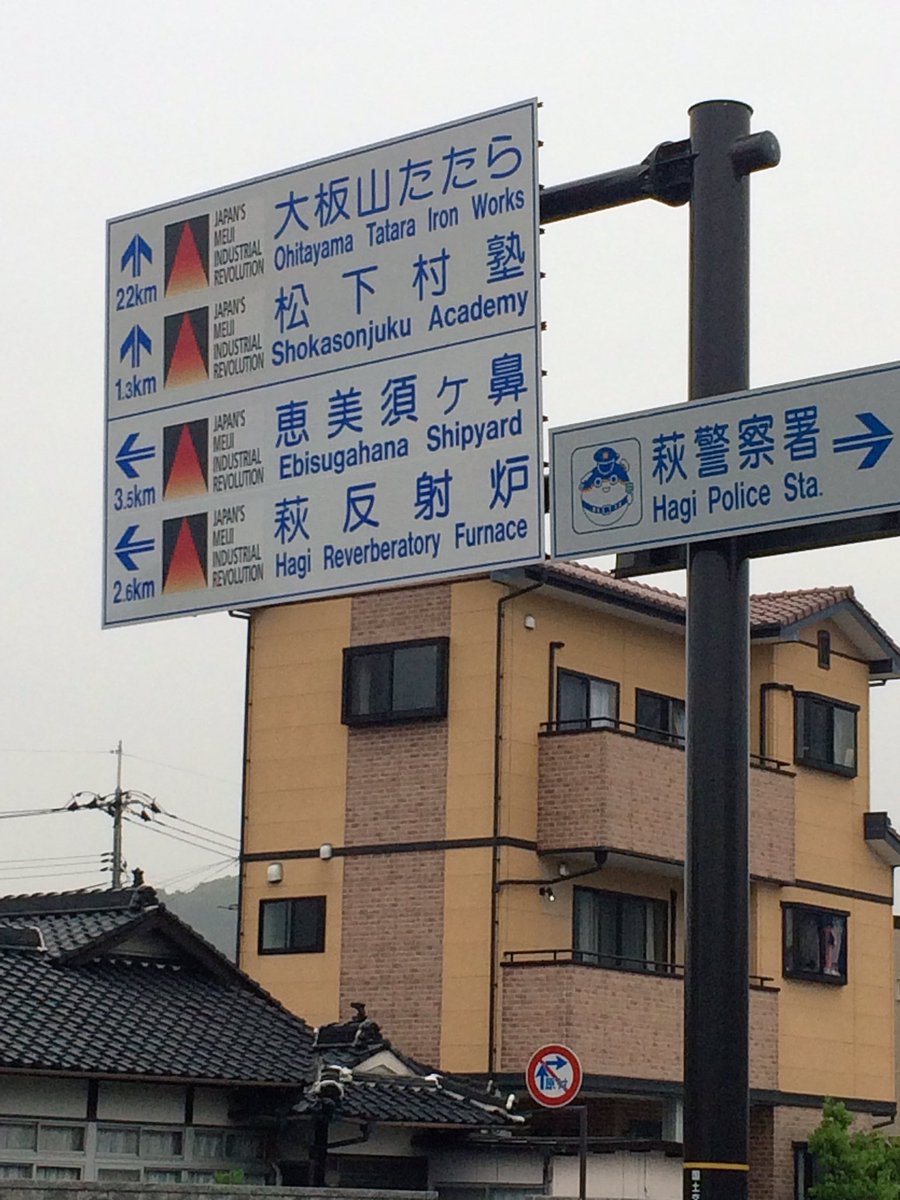 大板山たたら
Ohitayama Tatara Iron Works
22km
JAPAN'S
MEIJI
INDUSTRIAL
REVOLUTION
松下村塾
Shokasonjuku Academy
1.3km
JAPAN'S
MEIJI
INDUSTRIAL
REVOLUTION
恵美須ヶ鼻
Ebisugahana Shipyard
3.5km
JAPAN'S
MEIJI
INDUSTRIAL
REVOLUTION
萩反射炉
Hagi Reverberatory Furnace
2.6km
JAPAN'S
MEIJI
INDUSTRIAL
REVOLUTION
萩警察署
Hagi Police Sta.